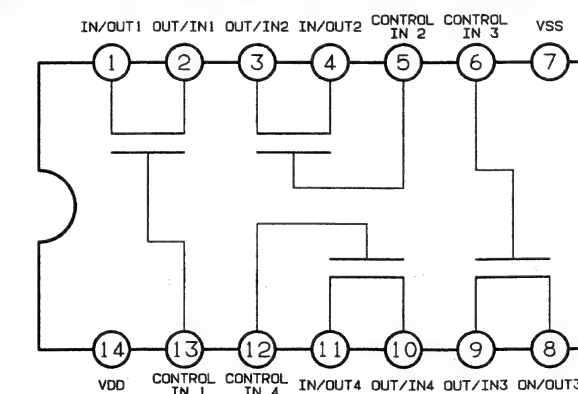 IN/OUT1 OUT/IN1 OUT/IN2 IN/OUT2 CONTROL IN 2 CONTROL IN 3 VSS
1 2 3 4 5 6 7
14 13 12 11 10 9 8
VDD CONTROL IN 1 CONTROL IN 4 IN/OUT4 OUT/IN4 OUT/IN3 ON/OUT3